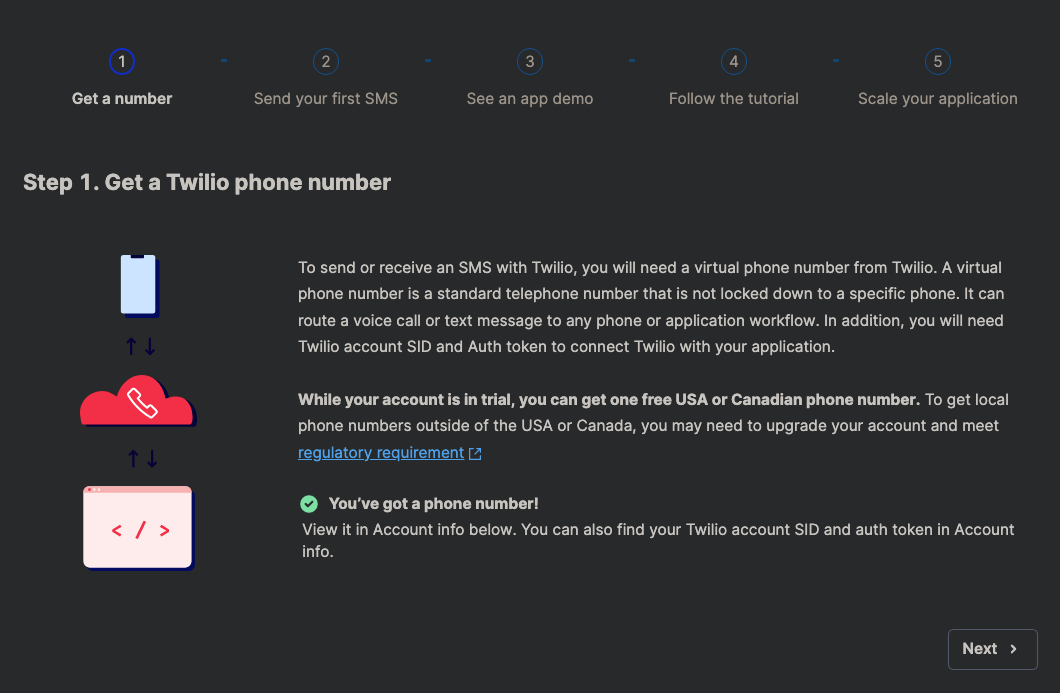 1
2
3
4
5
Get a number
Send your first SMS
See an app demo
Follow the tutorial
Scale your application
Step 1. Get a Twilio phone number
To send or receive an SMS with Twilio, you will need a virtual phone number from Twilio. A virtual
phone number is a standard telephone number that is not locked down to a specific phone. It can
route a voice call or text message to any phone or application workflow. In addition, you will need
Twilio account SID and Auth token to connect Twilio with your application.
While your account is in trial, you can get one free USA or Canadian phone number. To get local
phone numbers outside of the USA or Canada, you may need to upgrade your account and meet
regulatory requirement
< / >
You’ve got a phone number!
View it in Account info below. You can also find your Twilio account SID and auth token in Account
info.
Next